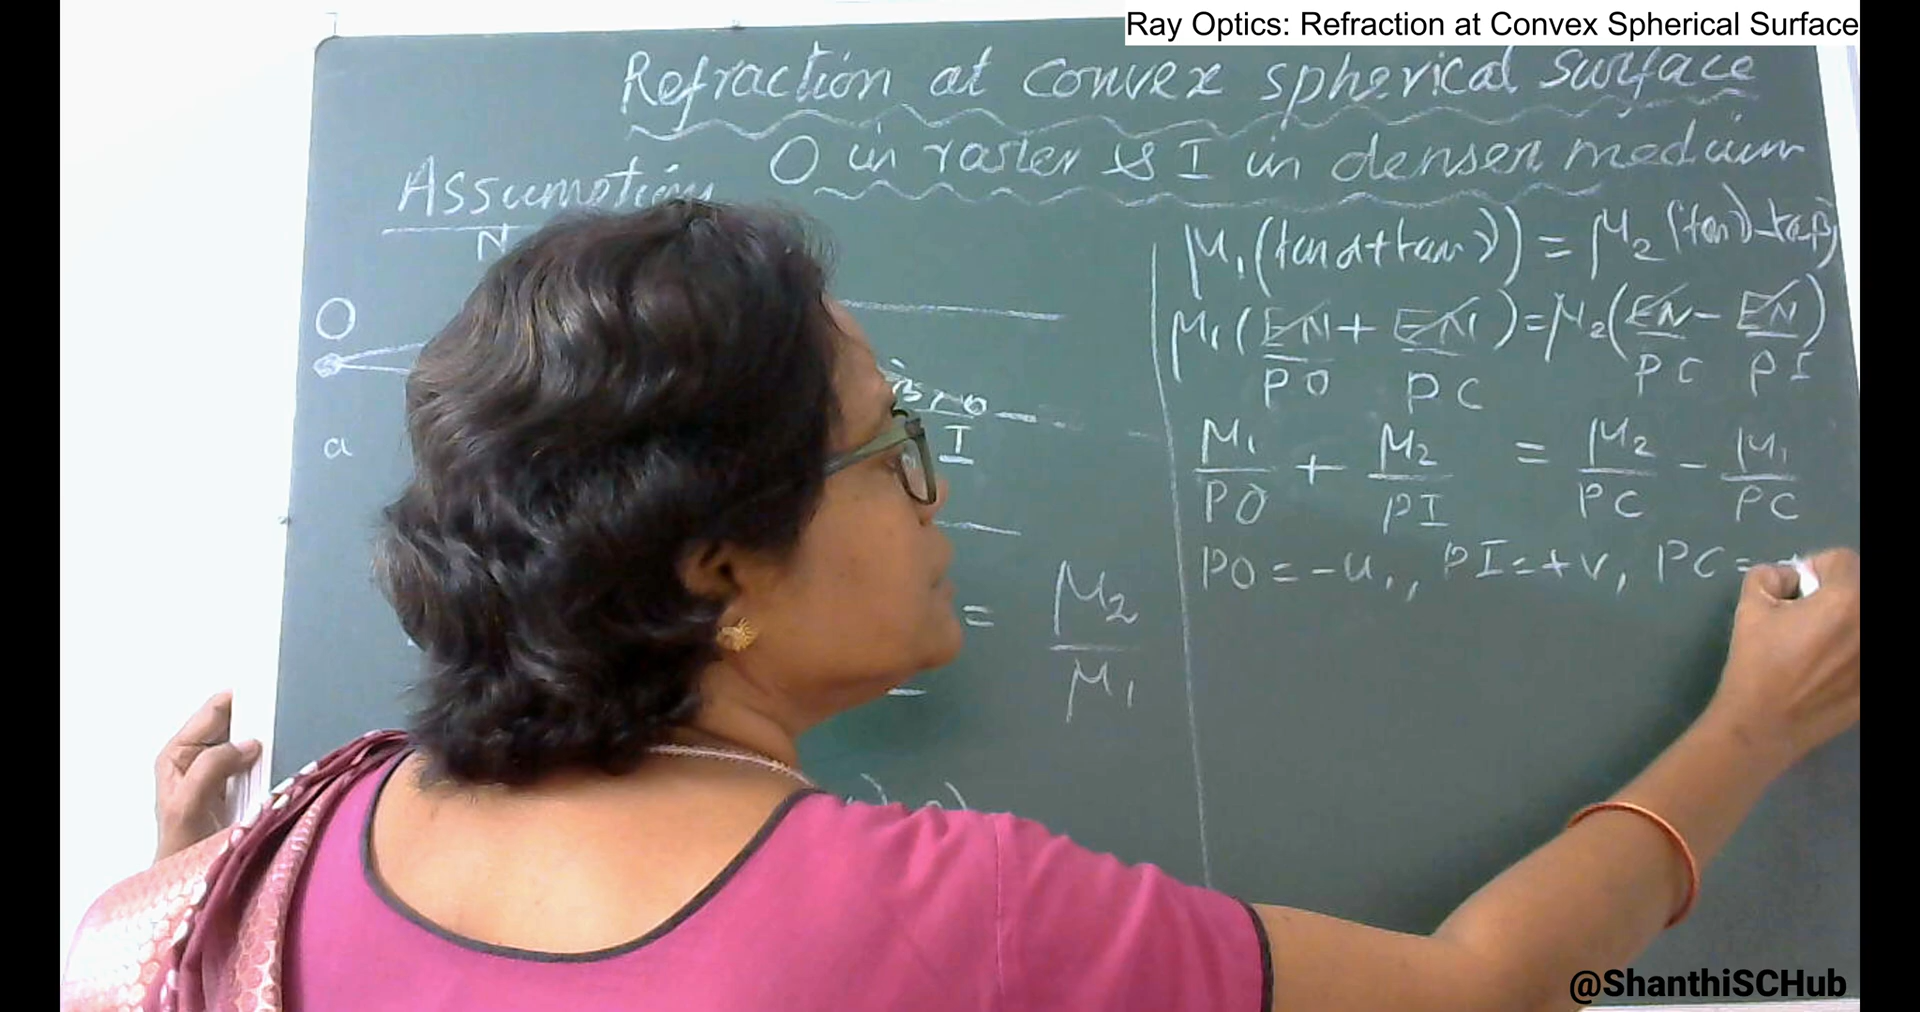 Ray Optics: Refraction at Convex Spherical Surface
Refraction at convex spherical surface
O in rarer & I in denser medium
Assumption
N
O
a
I
= μ2 / μ1
μ1 (tan α + tan γ) = μ2 (tan γ - tan β)
μ1 (EN/PO + EN/PC) = μ2 (EN/PC - EN/PI)
μ1/PO + μ2/PI = μ2/PC - μ1/PC
PO = -u, , PI = +v, PC =
@ShanthiSCHub